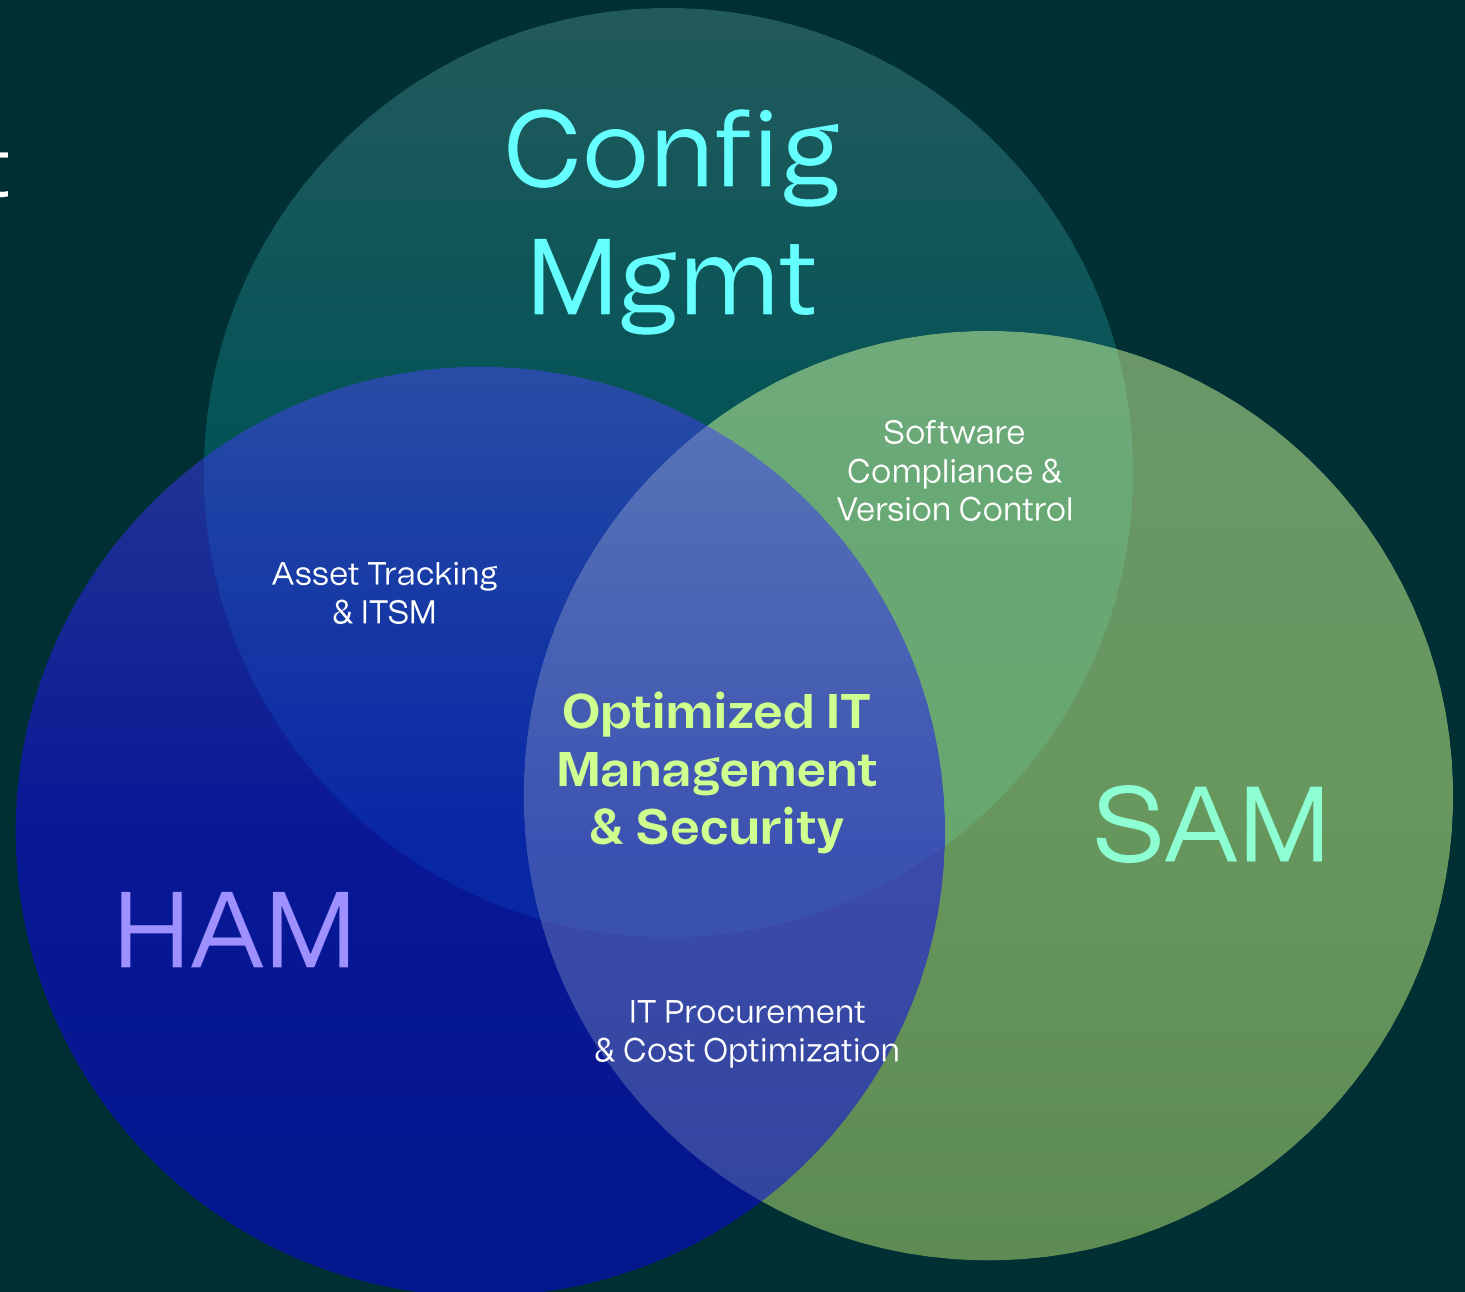 Config
Mgmt
Software
Compliance &
Version Control
Asset Tracking
& ITSM
Optimized IT
Management
& Security
SAM
HAM
IT Procurement
& Cost Optimization